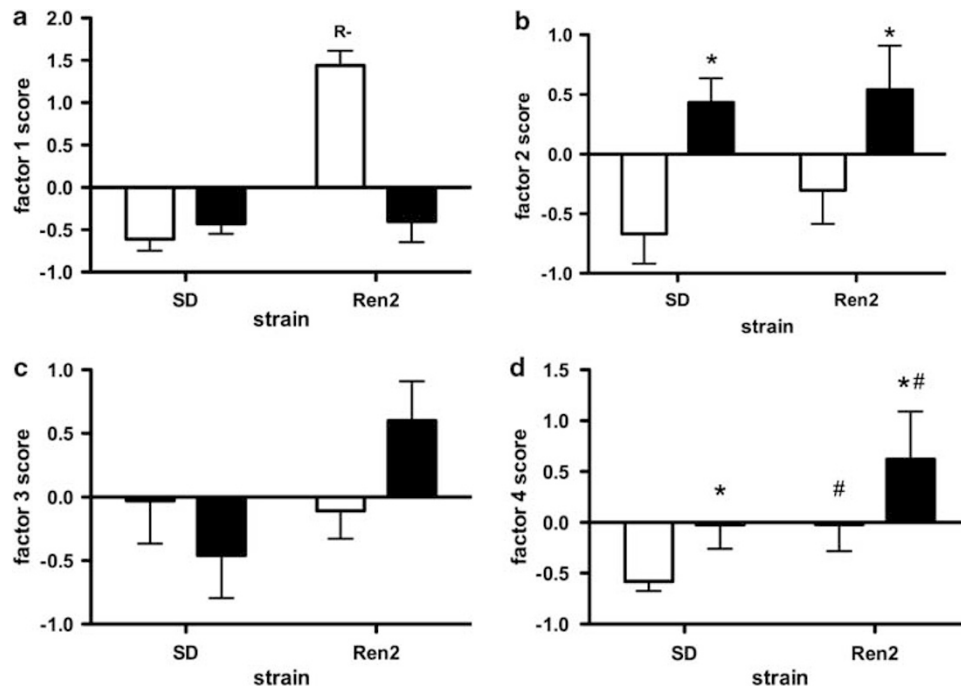 a
factor 1 score
2.0
1.5
1.0
0.5
0.0
-0.5
-1.0
R-
SD
Ren2
strain
b
factor 2 score
1.0
0.5
0.0
-0.5
-1.0
*
*
SD
Ren2
strain
c
factor 3 score
1.0
0.5
0.0
-0.5
-1.0
SD
Ren2
strain
d
factor 4 score
1.5
1.0
0.5
0.0
-0.5
-1.0
*
#
*#
SD
Ren2
strain